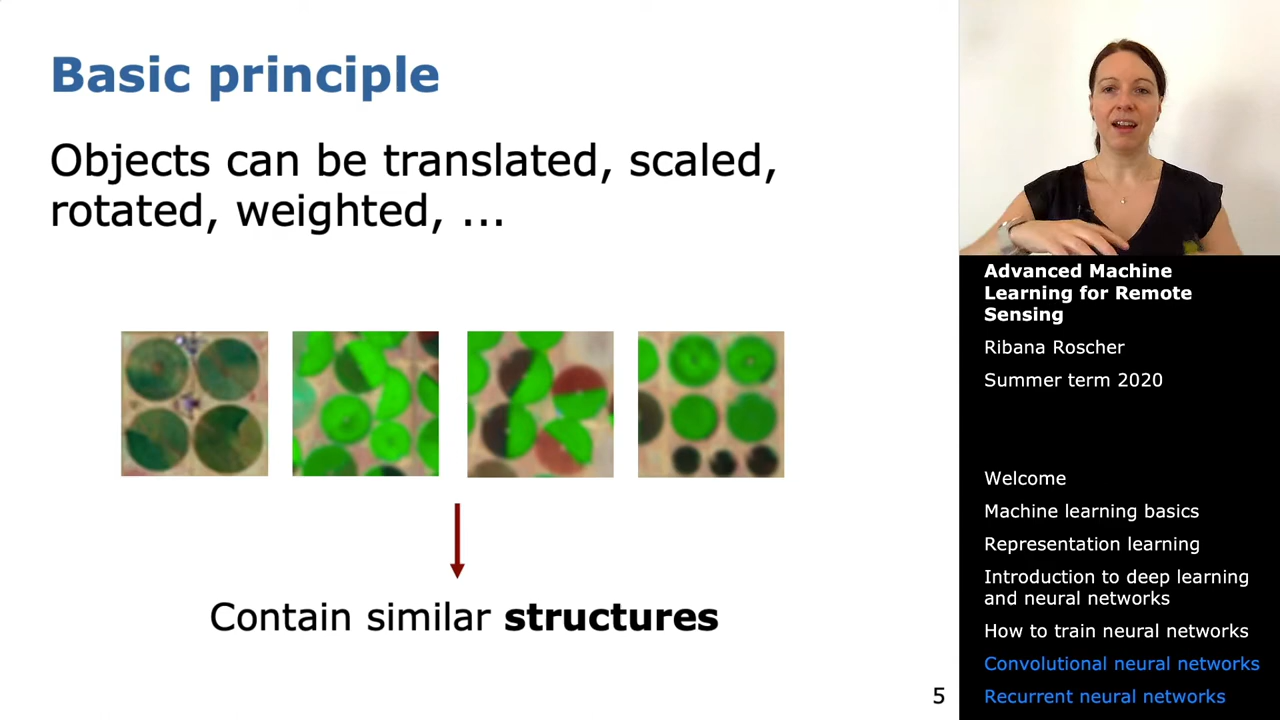 Basic principle
Objects can be translated, scaled,
rotated, weighted, ...
Contain similar structures
5
Advanced Machine
Learning for Remote
Sensing
Ribana Roscher
Summer term 2020
Welcome
Machine learning basics
Representation learning
Introduction to deep learning
and neural networks
How to train neural networks
Convolutional neural networks
Recurrent neural networks